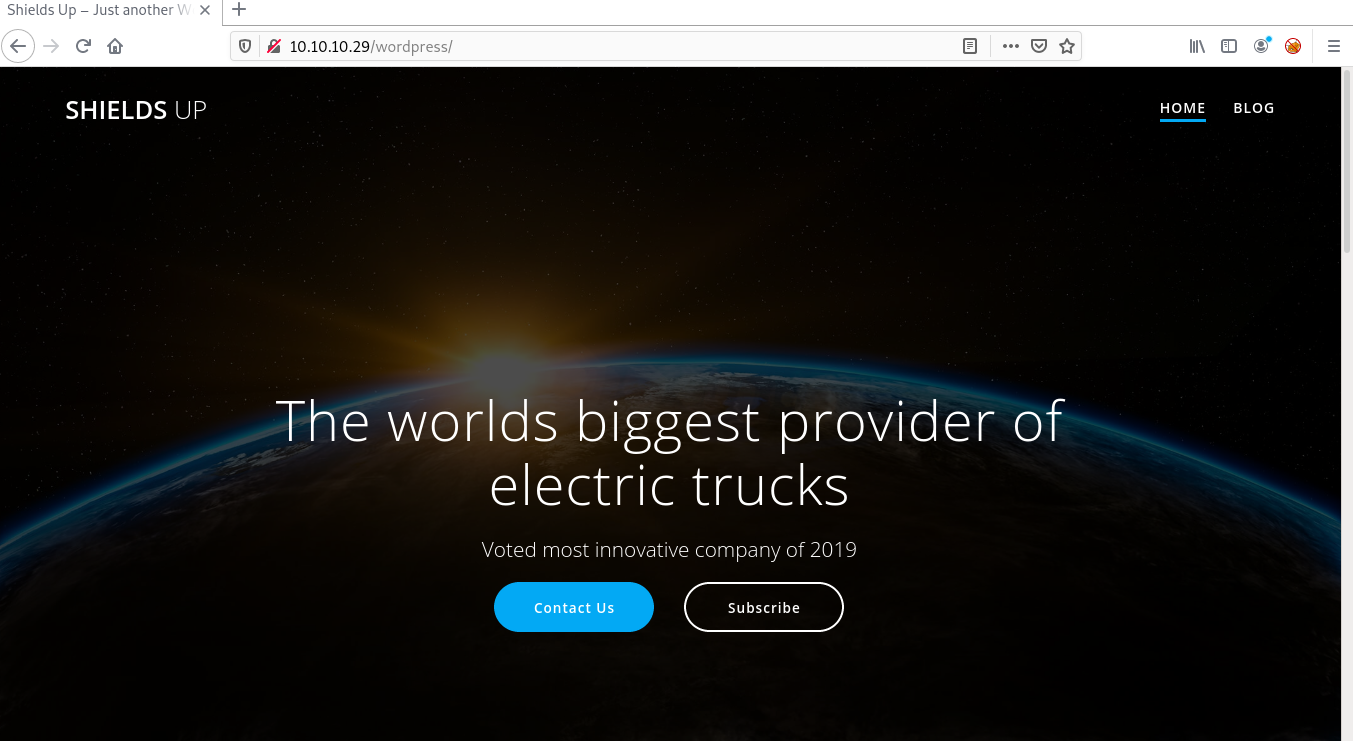 Shields Up – Just another W
10.10.10.29/wordpress/
SHIELDS UP
HOME BLOG
The worlds biggest provider of
electric trucks
Voted most innovative company of 2019
Contact Us Subscribe